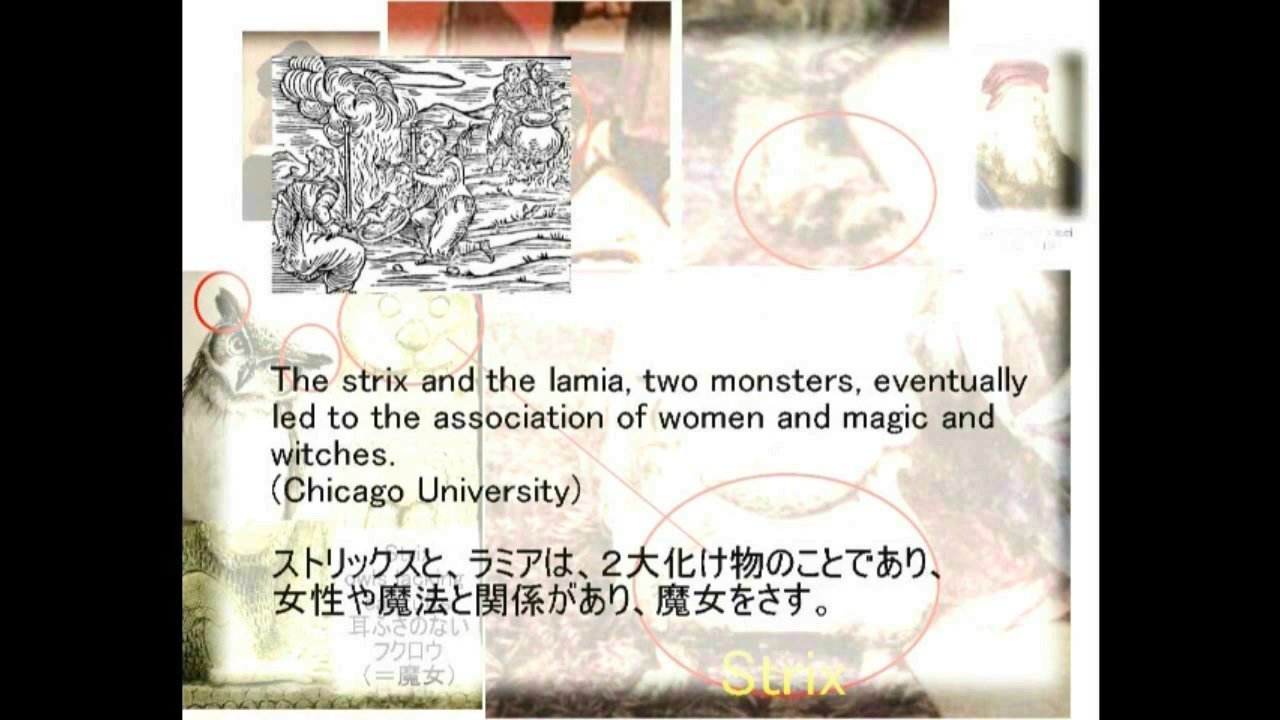 The strix and the lamia, two monsters, eventually
led to the association of women and magic and
witches.
(Chicago University)
ストリックスと、ラミアは、２大化け物のことであり、
女性や魔法と関係があり、魔女をさす。
耳ふさのない
フクロウ
（＝魔女）
Strix